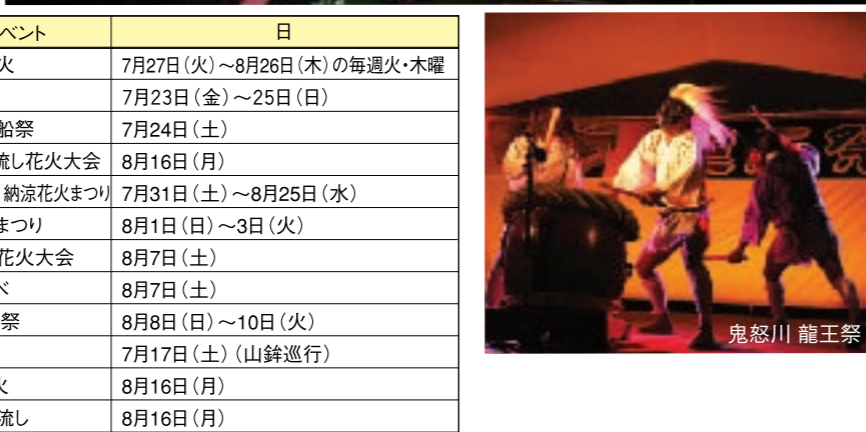 ベント 日
火 7月27日（火）～8月26日（木）の毎週火・木曜
7月23日（金）～25日（日）
船祭 7月24日（土）
流し花火大会 8月16日（月）
納涼花火まつり 7月31日（土）～8月25日（水）
まつり 8月1日（日）～3日（火）
花火大会 8月7日（土）
べ 8月7日（土）
祭 8月8日（日）～10日（火）
7月17日（土）（山鉾巡行）
火 8月16日（月）
流し 8月16日（月）
鬼怒川 龍王祭